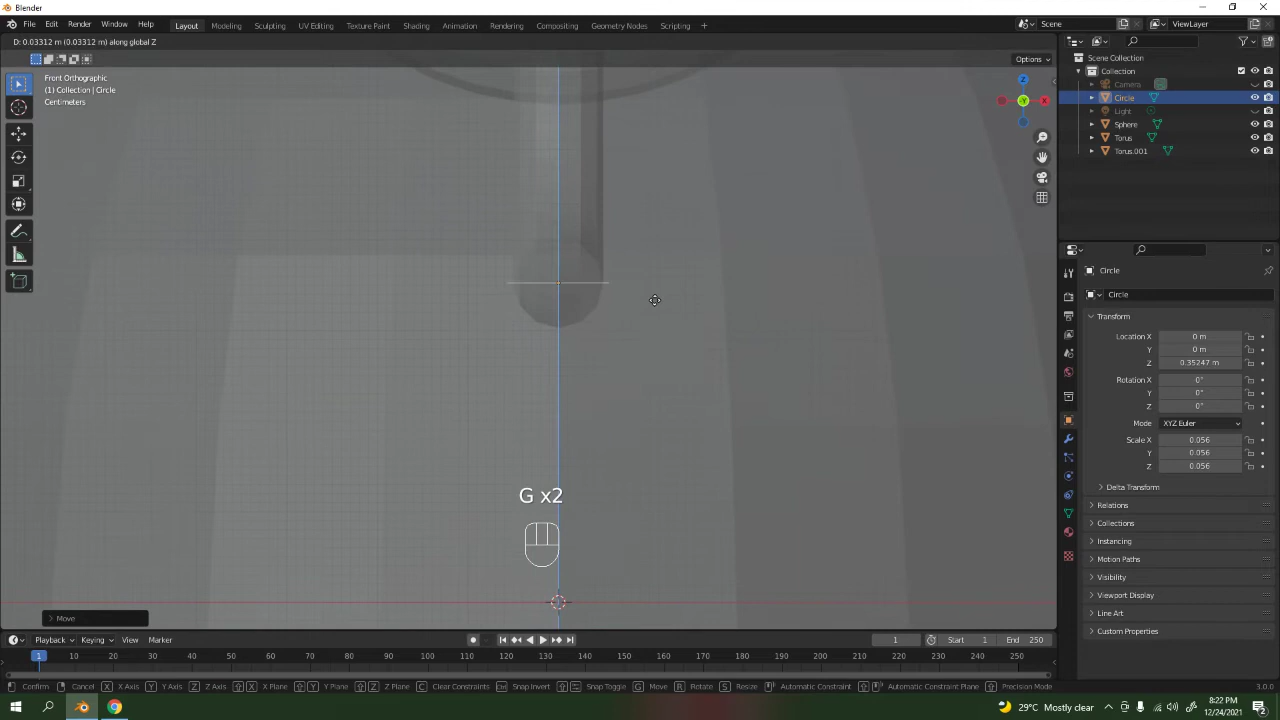 Blender
File Edit Render Window Help Layout Modeling Sculpting UV Editing Texture Paint Shading Animation Rendering Compositing Geometry Nodes Scripting + Scene ViewLayer
D: 0.03312 m (0.03312 m) along global Z
Options
Front Orthographic
(1) Collection | Circle
Centimeters
Z
Y
X
G x2
Move
Scene Collection
Collection
Camera
Circle
Light
Sphere
Torus
Torus.001
Circle
Circle
Transform
Location X 0 m
Y 0 m
Z 0.35247 m
Rotation X 0°
Y 0°
Z 0°
Mode XYZ Euler
Scale X 0.056
Y 0.056
Z 0.056
Delta Transform
Relations
Collections
Instancing
Motion Paths
Visibility
Viewport Display
Line Art
Custom Properties
Playback Keying View Marker 1 Start 1 End 250
1 10 20 30 40 50 60 70 80 90 100 110 120 130 140 150 160 170 180 190 200 210 220 230 240 250
Confirm Cancel X X Axis Y Y Axis Z Z Axis X X Plane Y Y Plane Z Z Plane C Clear Constraints Snap Invert Snap Toggle G Move R Rotate S Resize Automatic Constraint Automatic Constraint Plane Precision Mode 3.0.0
29°C Mostly clear 8:22 PM
12/24/2021
2